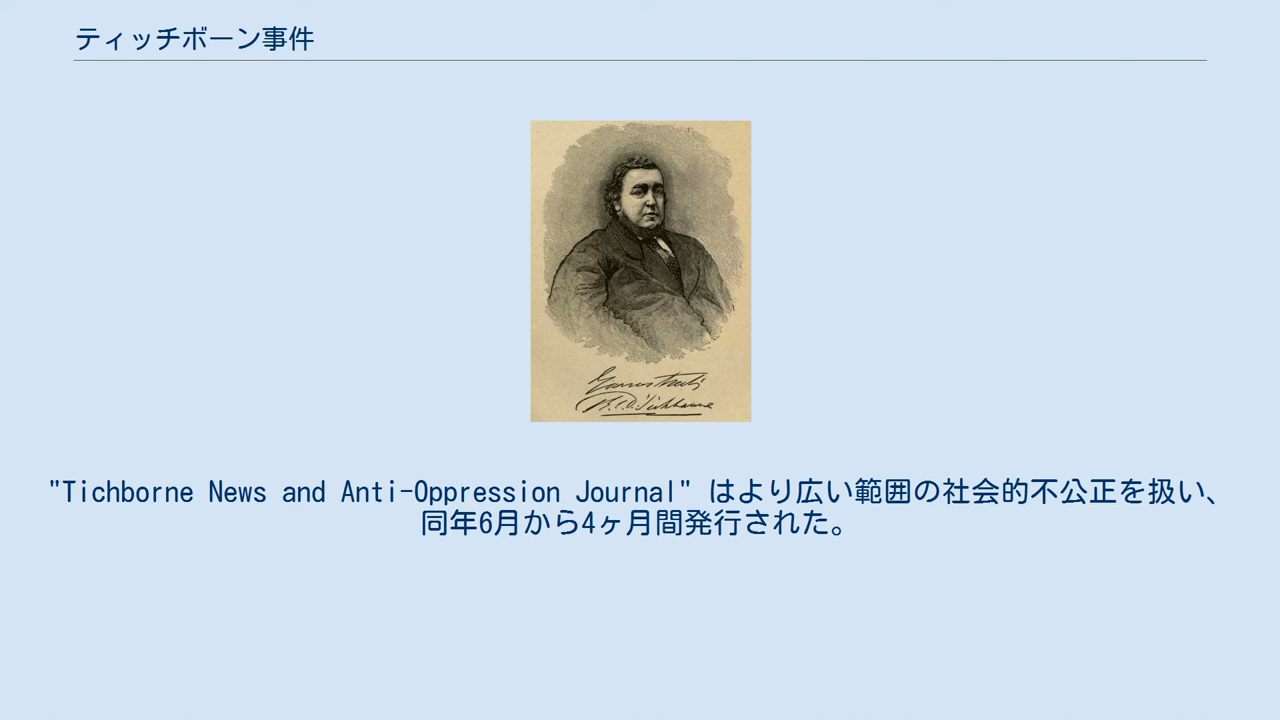 ティッチボーン事件
"Tichborne News and Anti-Oppression Journal" はより広い範囲の社会的不公正を扱い、
同年6月から4ヶ月間発行された。